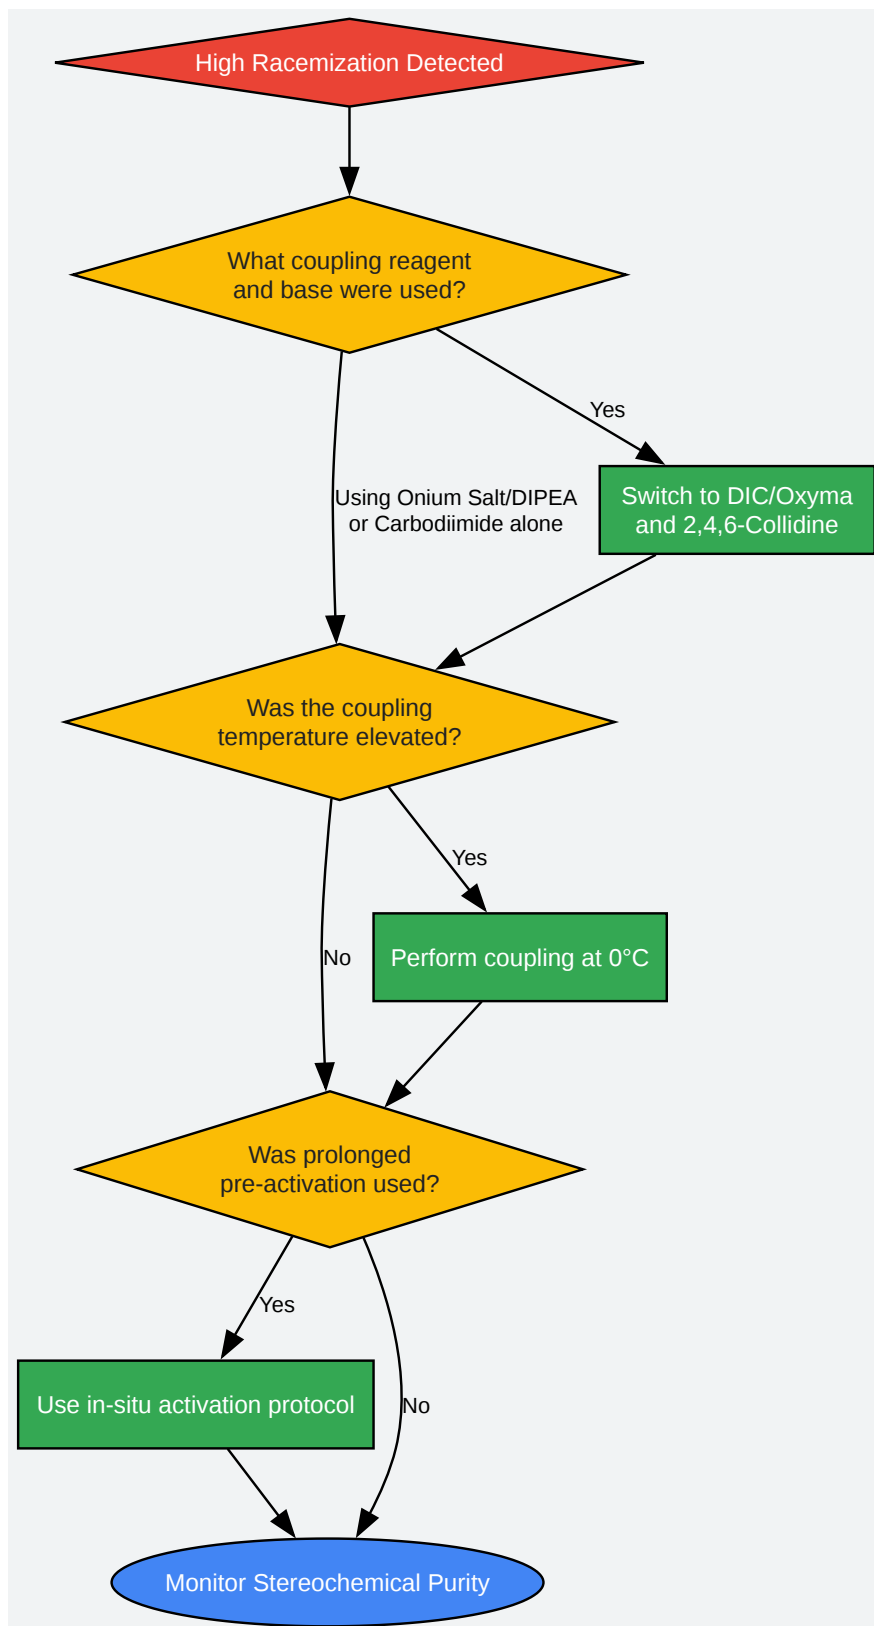 High Racemization Detected
What coupling reagent
and base were used?
Yes
Using Onium Salt/DIPEA
or Carbodiimide alone
Switch to DIC/Oxyma
and 2,4,6-Collidine
Was the coupling
temperature elevated?
Yes
No
Perform coupling at 0°C
Was prolonged
pre-activation used?
Yes
No
Use in-situ activation protocol
Monitor Stereochemical Purity